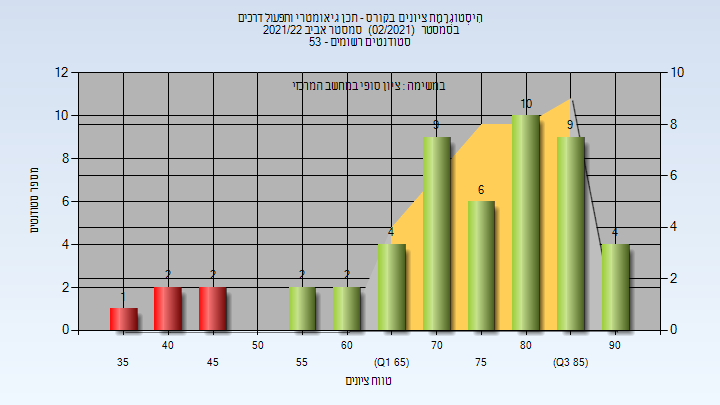 היסטוגרמת ציונים בקורס - תכן גיאומטרי ותפעול דרכים
בסמסטר (02/2021) סמסטר אביב 2021/22
סטודנטים רשומים - 53
במשימה : ציון סופי במחשב המרכזי
12 10 8 6 4 2 0
10 8 6 4 2 0
מספר סטודנטים
1 2 2 2 2 4 9 6 10 9 4
40 50 60 70 80 90
35 45 55 (Q1 65) 75 (Q3 85)
טווח ציונים